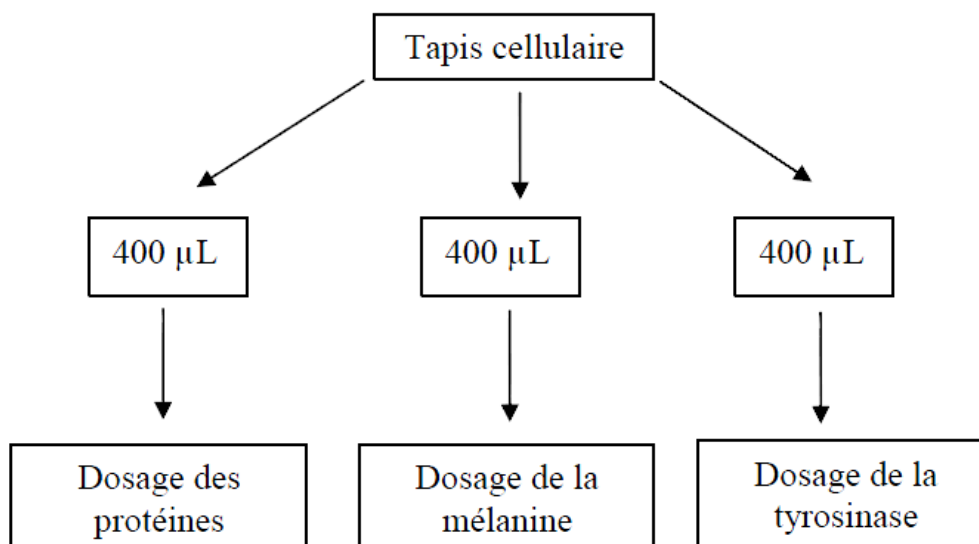 Tapis cellulaire
400 µL
400 µL
400 µL
Dosage des
protéines
Dosage de la
mélanine
Dosage de la
tyrosinase